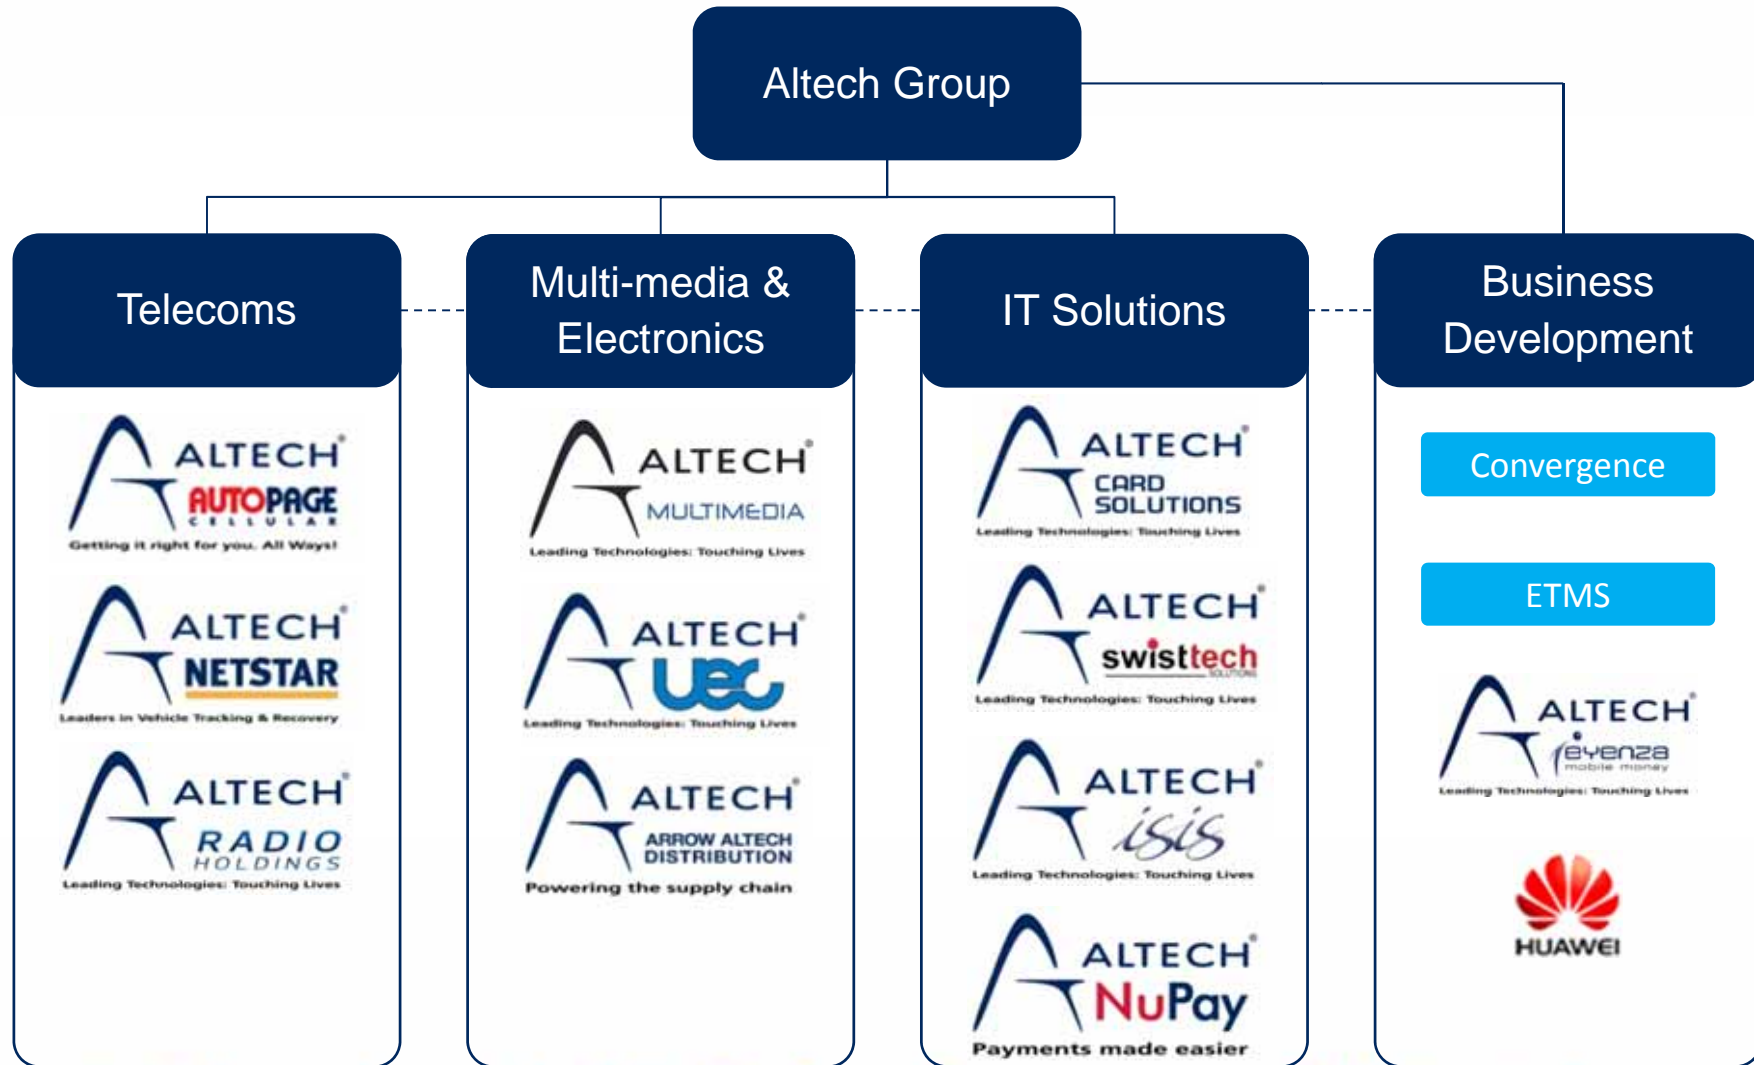 Altech Group
Telecoms
Multi-media &
Electronics
IT Solutions
Business
Development
ALTECH®
AUTOPAGE
CELLULAR
Getting it right for you. All Ways!
ALTECH®
NETSTAR
Leaders in Vehicle Tracking & Recovery
ALTECH®
RADIO
HOLDINGS
Leading Technologies: Touching Lives
ALTECH®
MULTIMEDIA
Leading Technologies: Touching Lives
ALTECH®
UEC
Leading Technologies: Touching Lives
ALTECH®
ARROW ALTECH
DISTRIBUTION
Powering the supply chain
ALTECH®
CARD
SOLUTIONS
Leading Technologies: Touching Lives
ALTECH®
swisttech
SOLUTIONS
Leading Technologies: Touching Lives
ALTECH®
isis
Leading Technologies: Touching Lives
ALTECH®
NuPay
Payments made easier
Convergence
ETMS
ALTECH®
eyenza
mobile money
Leading Technologies: Touching Lives
HUAWEI